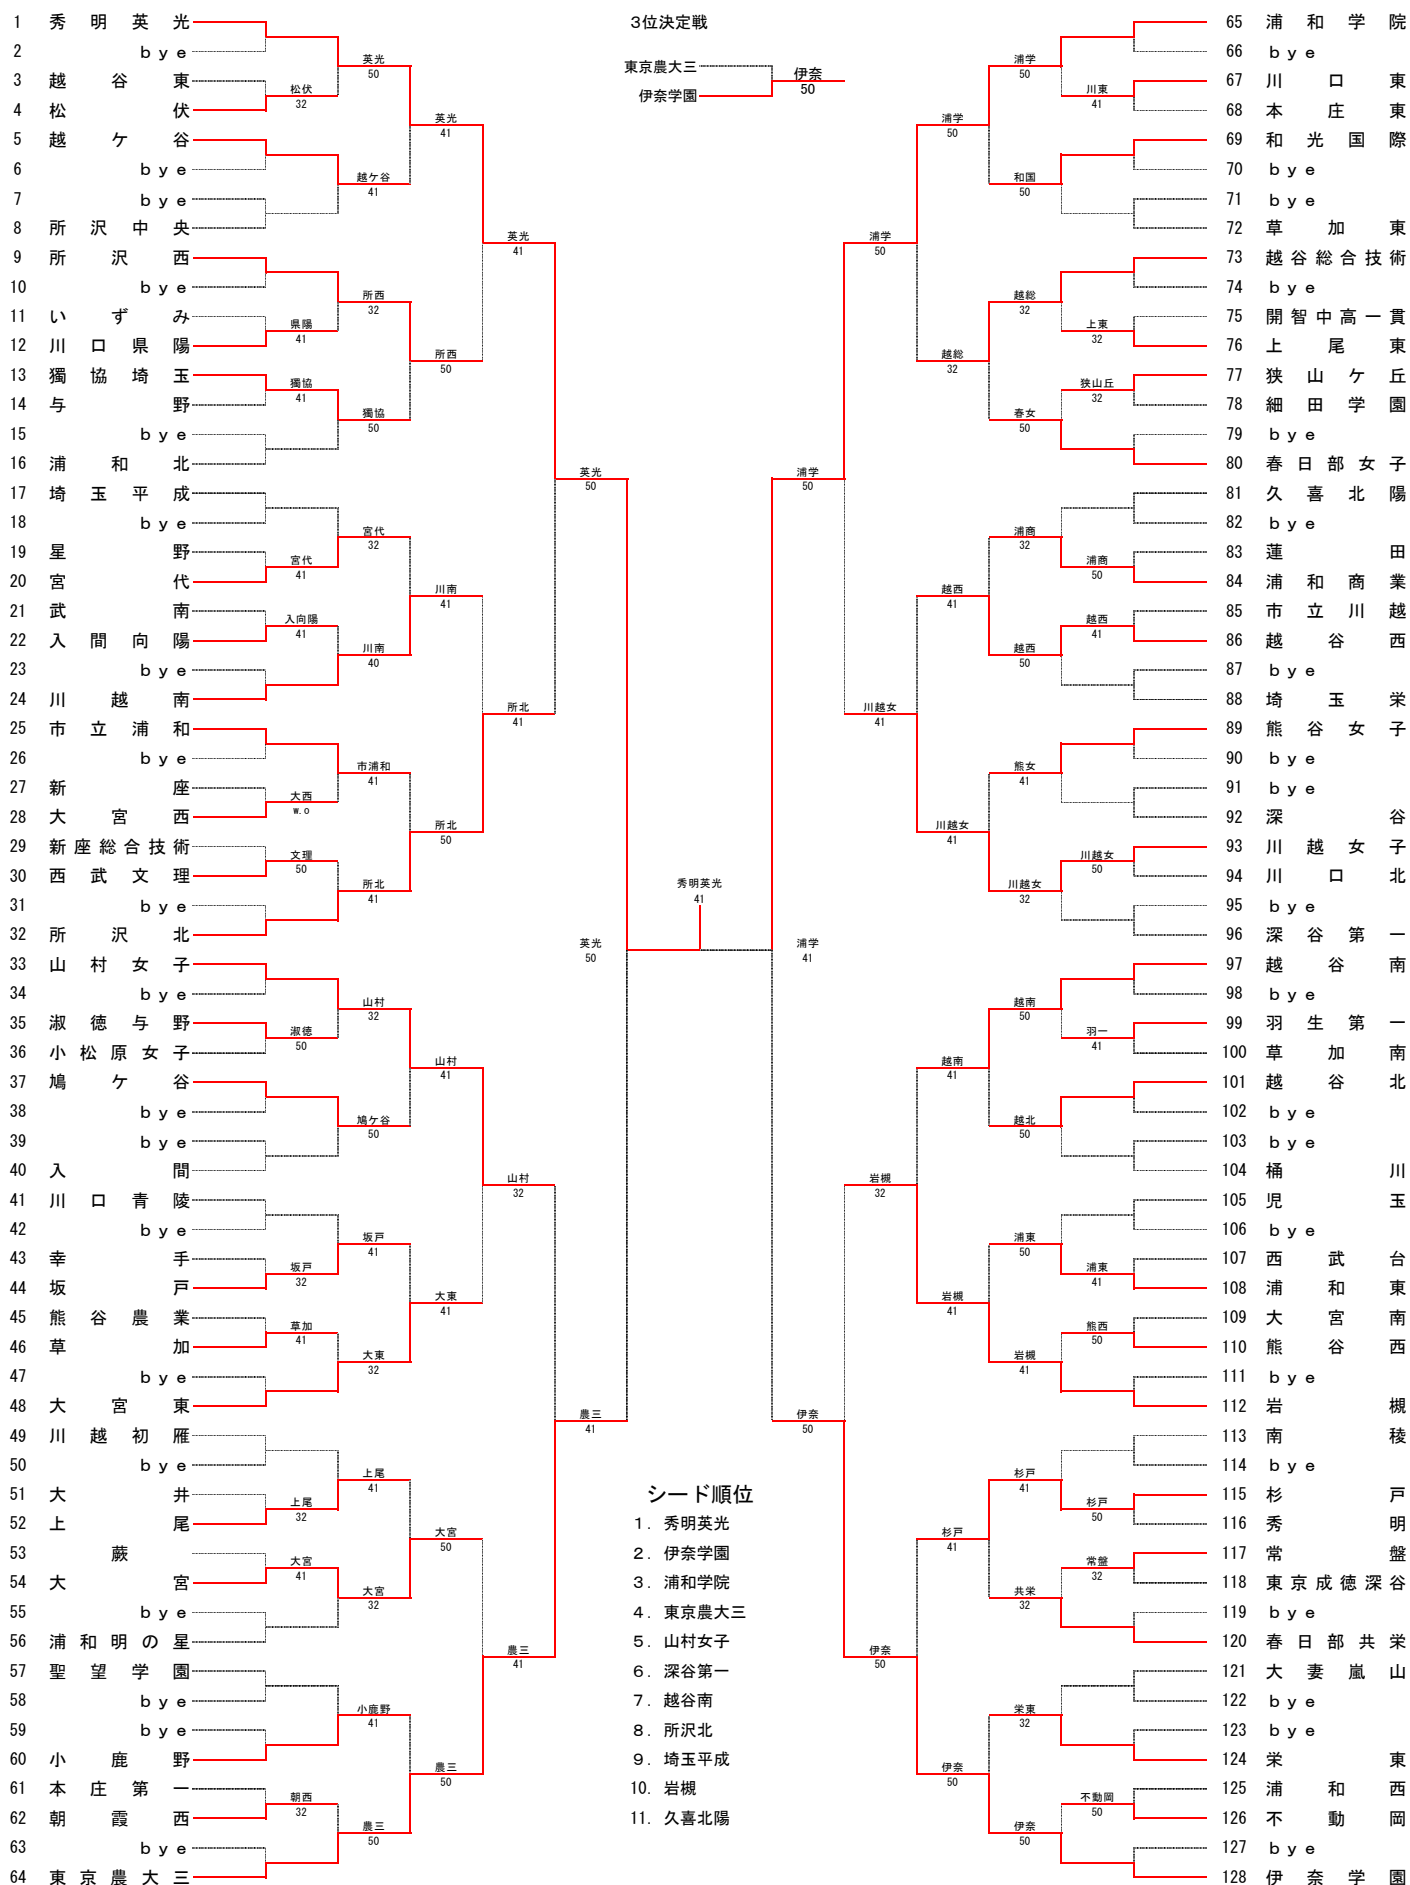 3位決定戦
東京農大三
伊奈学園
伊奈
50
1 秀明英光
2 bye
3 越谷東
4 松伏
5 越ケ谷
6 bye
7 bye
8 所沢中央
9 所沢西
10 bye
11 いずみ
12 川口県陽
13 獨協埼玉
14 与野
15 bye
16 浦和北
17 埼玉平成
18 bye
19 星野
20 宮代
21 武南
22 入間向陽
23 bye
24 川越南
25 市立浦和
26 bye
27 新座
28 大宮西
29 新座総合技術
30 西武文理
31 bye
32 所沢北
33 山村女子
34 bye
35 淑徳与野
36 小松原女子
37 鳩ケ谷
38 bye
39 bye
40 入間
41 川口青陵
42 bye
43 幸手
44 坂戸
45 熊谷農業
46 草加
47 bye
48 大宮東
49 川越初雁
50 bye
51 大井
52 上尾
53 蕨
54 大宮
55 bye
56 浦和明の星
57 聖望学園
58 bye
59 bye
60 小鹿野
61 本庄第一
62 朝霞西
63 bye
64 東京農大三
松伏
32
県陽
41
獨協
41
宮代
41
入向陽
41
大西
w.o
文理
50
淑徳
50
坂戸
32
草加
41
上尾
32
大宮
41
朝西
32
英光
50
越ケ谷
41
所西
32
獨協
50
宮代
32
川南
40
市浦和
41
所北
41
山村
32
鳩ケ谷
50
坂戸
41
大東
32
上尾
41
大宮
32
小鹿野
41
農三
50
英光
41
所西
50
川南
41
所北
50
山村
41
大東
41
大宮
50
農三
50
英光
41
所北
41
山村
32
農三
41
英光
50
農三
41
英光
50
秀明英光
41
浦学
41
浦学
50
伊奈
50
浦学
50
川越女
41
岩槻
32
伊奈
50
浦学
50
越総
32
越西
41
川越女
41
越南
41
岩槻
41
杉戸
41
伊奈
50
浦学
50
和国
50
越総
32
春女
50
浦商
32
越西
50
熊女
41
川越女
32
越南
50
越北
50
浦東
50
岩槻
41
杉戸
41
共栄
32
栄東
32
伊奈
50
川東
41
上東
32
狭山丘
32
浦商
50
越西
41
川越女
50
羽一
41
浦東
41
熊西
50
杉戸
50
常盤
32
不動岡
50
65 浦和学院
66 bye
67 川口東
68 本庄東
69 和光国際
70 bye
71 bye
72 草加東
73 越谷総合技術
74 bye
75 開智中高一貫
76 上尾東
77 狭山ケ丘
78 細田学園
79 bye
80 春日部女子
81 久喜北陽
82 bye
83 蓮田
84 浦和商業
85 市立川越
86 越谷西
87 bye
88 埼玉栄
89 熊谷女子
90 bye
91 bye
92 深谷
93 川越女子
94 川口北
95 bye
96 深谷第一
97 越谷南
98 bye
99 羽生第一
100 草加南
101 越谷北
102 bye
103 bye
104 桶川
105 児玉
106 bye
107 西武台
108 浦和東
109 大宮南
110 熊谷西
111 bye
112 岩槻
113 南稜
114 bye
115 杉戸
116 秀明
117 常盤
118 東京成徳深谷
119 bye
120 春日部共栄
121 大妻嵐山
122 bye
123 bye
124 栄東
125 浦和西
126 不動岡
127 bye
128 伊奈学園
シード順位
1. 秀明英光
2. 伊奈学園
3. 浦和学院
4. 東京農大三
5. 山村女子
6. 深谷第一
7. 越谷南
8. 所沢北
9. 埼玉平成
10. 岩槻
11. 久喜北陽